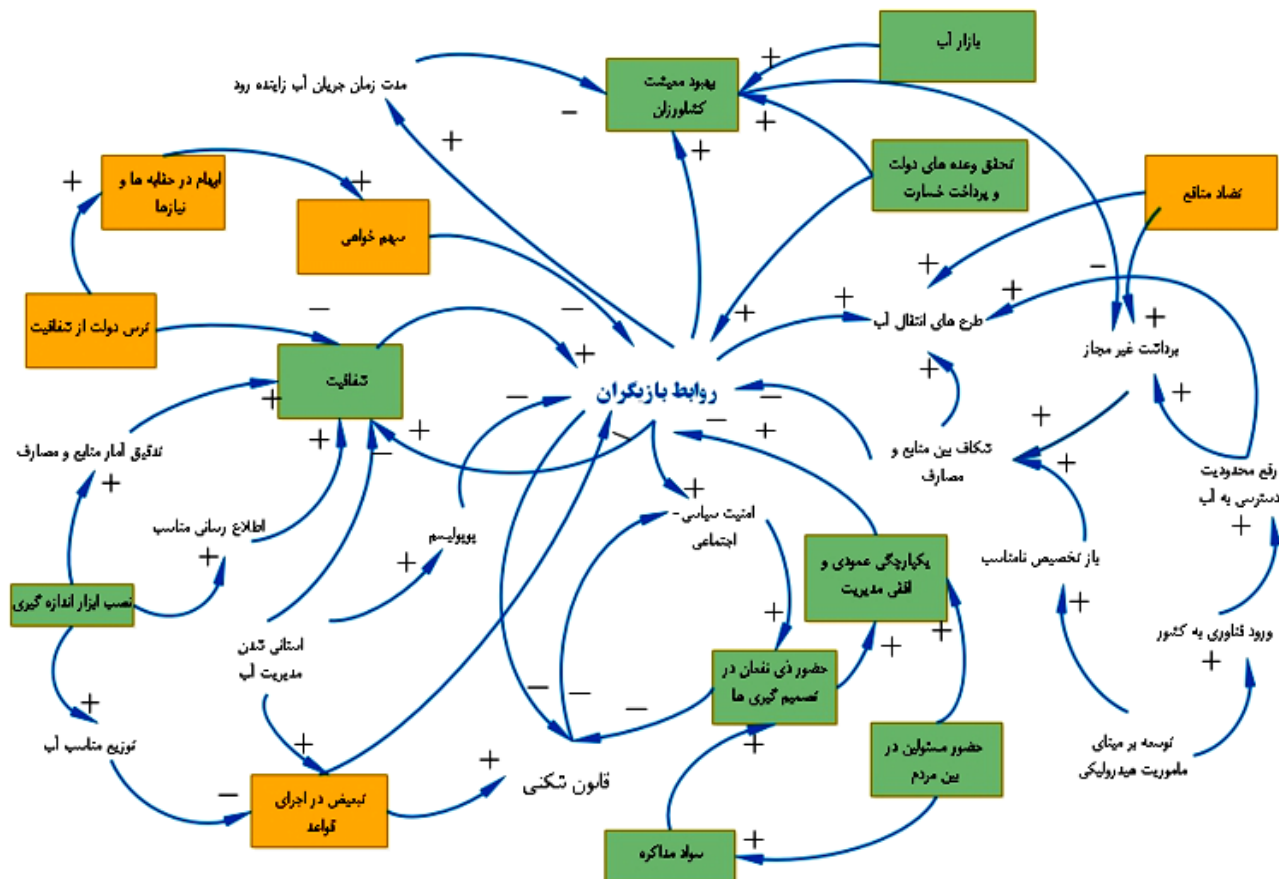 بازار آب
بهبود معیشت
کشاورزان
مدت زمان جریان آب زاینده رود
تحقق وعده های دولت
و پرداخت خسارت
تضاد منافع
ابهام در حقابه ها و
نیازها
سهم خواهی
ترس دولت از شفافیت
طرح های انتقال آب
برداشت غیر مجاز
شفافیت
روابط بازیگران
شکاف بین منابع و
مصارف
رفع محدودیت
دسترسی به آب
تدقیق آمار منابع و مصارف
اطلاع رسانی مناسب
پوپولیسم
امنیت سیاسی-
اجتماعی
یکپارچگی عمودی و
افقی مدیریت
باز تخصیص نامناسب
نصب ابزار اندازه گیری
ورود فناوری به کشور
استانی شدن
مدیریت آب
حضور ذی نفعان در
تصمیم گیری ها
توزیع مناسب آب
حضور مسئولین در
بین مردم
توسعه بر مبنای
ماموریت هیدرولیکی
تبعیض در اجرای
قواعد
قانون شکنی
سواد مذاکره